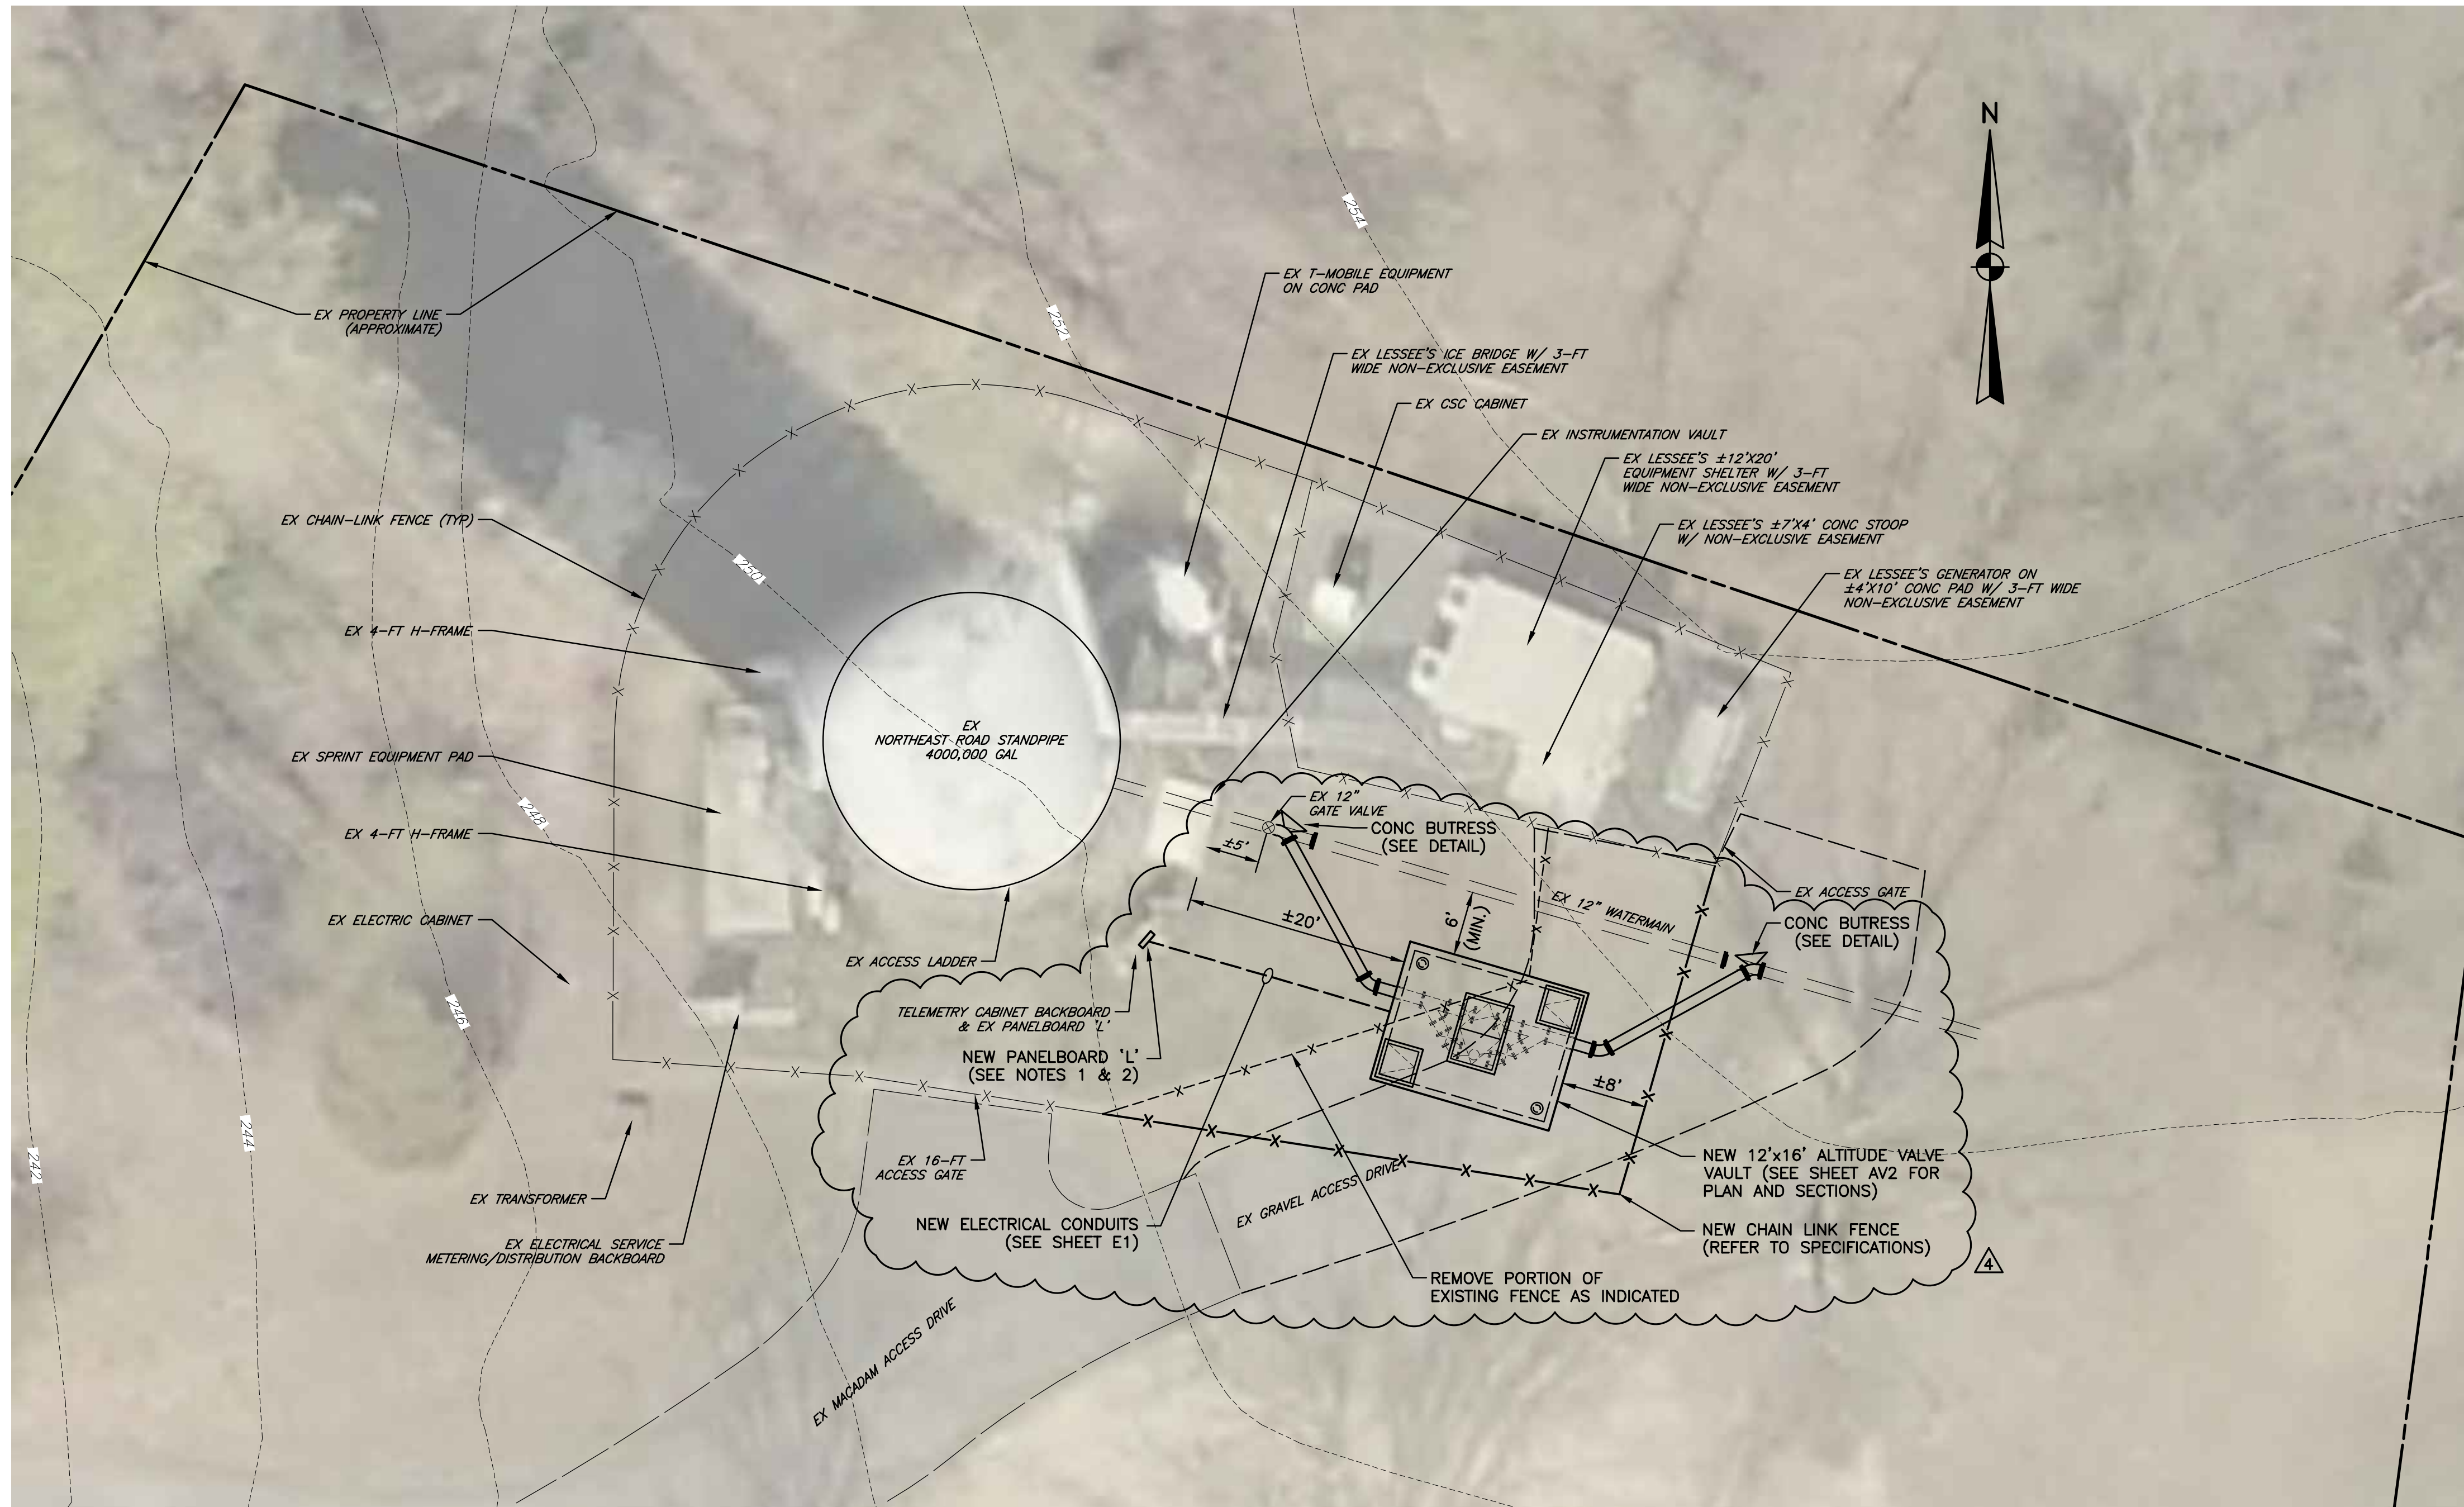 N
254
EX T-MOBILE EQUIPMENT
ON CONC PAD
EX PROPERTY LINE
(APPROXIMATE)
252
EX LESSEE'S ICE BRIDGE W/ 3-FT
WIDE NON-EXCLUSIVE EASEMENT
EX CSC CABINET
EX INSTRUMENTATION VAULT
EX LESSEE'S ±12'X20'
EQUIPMENT SHELTER W/ 3-FT
WIDE NON-EXCLUSIVE EASEMENT
EX CHAIN-LINK FENCE (TYP)
EX LESSEE'S ±7'X4' CONC STOOP
W/ NON-EXCLUSIVE EASEMENT
250
EX LESSEE'S GENERATOR ON
±4'X10' CONC PAD W/ 3-FT WIDE
NON-EXCLUSIVE EASEMENT
EX 4-FT H-FRAME
EX
NORTHEAST ROAD STANDPIPE
4000,000 GAL
EX SPRINT EQUIPMENT PAD
248
EX 4-FT H-FRAME
EX 12"
GATE VALVE
CONC BUTRESS
(SEE DETAIL)
±5'
EX ACCESS GATE
EX 12" WATERMAIN
EX ELECTRIC CABINET
±20'
6'
(MIN.)
CONC BUTRESS
(SEE DETAIL)
EX ACCESS LADDER
246
TELEMETRY CABINET BACKBOARD
& EX PANELBOARD 'L'
NEW PANELBOARD 'L'
(SEE NOTES 1 & 2)
±8'
244
242
EX 16-FT
ACCESS GATE
NEW 12'x16' ALTITUDE VALVE
VAULT (SEE SHEET AV2 FOR
PLAN AND SECTIONS)
EX TRANSFORMER
EX GRAVEL ACCESS DRIVE
NEW ELECTRICAL CONDUITS
(SEE SHEET E1)
NEW CHAIN LINK FENCE
(REFER TO SPECIFICATIONS)
EX ELECTRICAL SERVICE
METERING/DISTRIBUTION BACKBOARD
4
REMOVE PORTION OF
EXISTING FENCE AS INDICATED
EX MACADAM ACCESS DRIVE